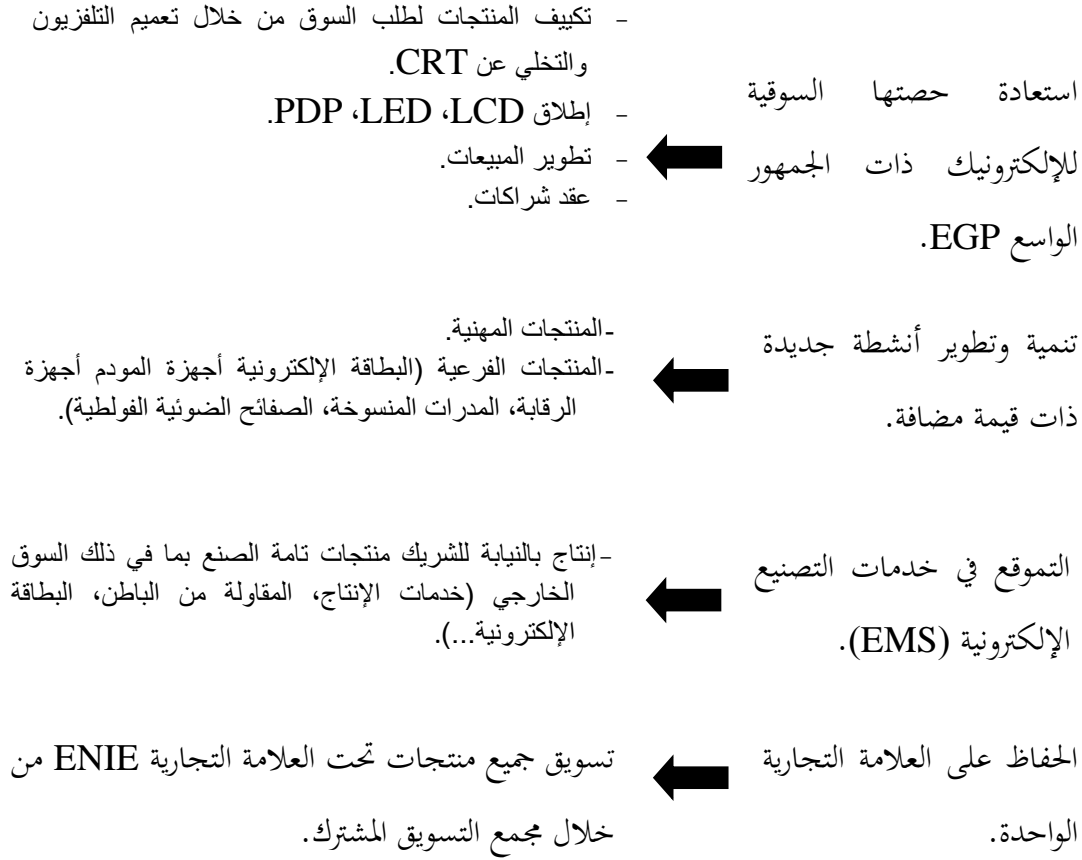 استعادة حصتها السوقية
للإلكترونيك ذات الجمهور
الواسع EGP.
- تكييف المنتجات لطلب السوق من خلال تعميم التلفزيون
والتخلي عن CRT.
- إطلاق LCD، LED، PDP.
- تطوير المبيعات.
- عقد شراكات.
تنمية وتطوير أنشطة جديدة
ذات قيمة مضافة.
-المنتجات المهنية.
-المنتجات الفرعية (البطاقة الإلكترونية أجهزة المودم أجهزة
الرقابة، المدرات المنسوخة، الصفائح الضوئية الفولطية).
التموقع في خدمات التصنيع
الإلكترونية (EMS).
-إنتاج بالنيابة للشريك منتجات تامة الصنع بما في ذلك السوق
الخارجي (خدمات الإنتاج، المقاولة من الباطن، البطاقة
الإلكترونية...).
الحفاظ على العلامة التجارية
الواحدة.
تسويق جميع منتجات تحت العلامة التجارية ENIE من
خلال مجمع التسويق المشترك.